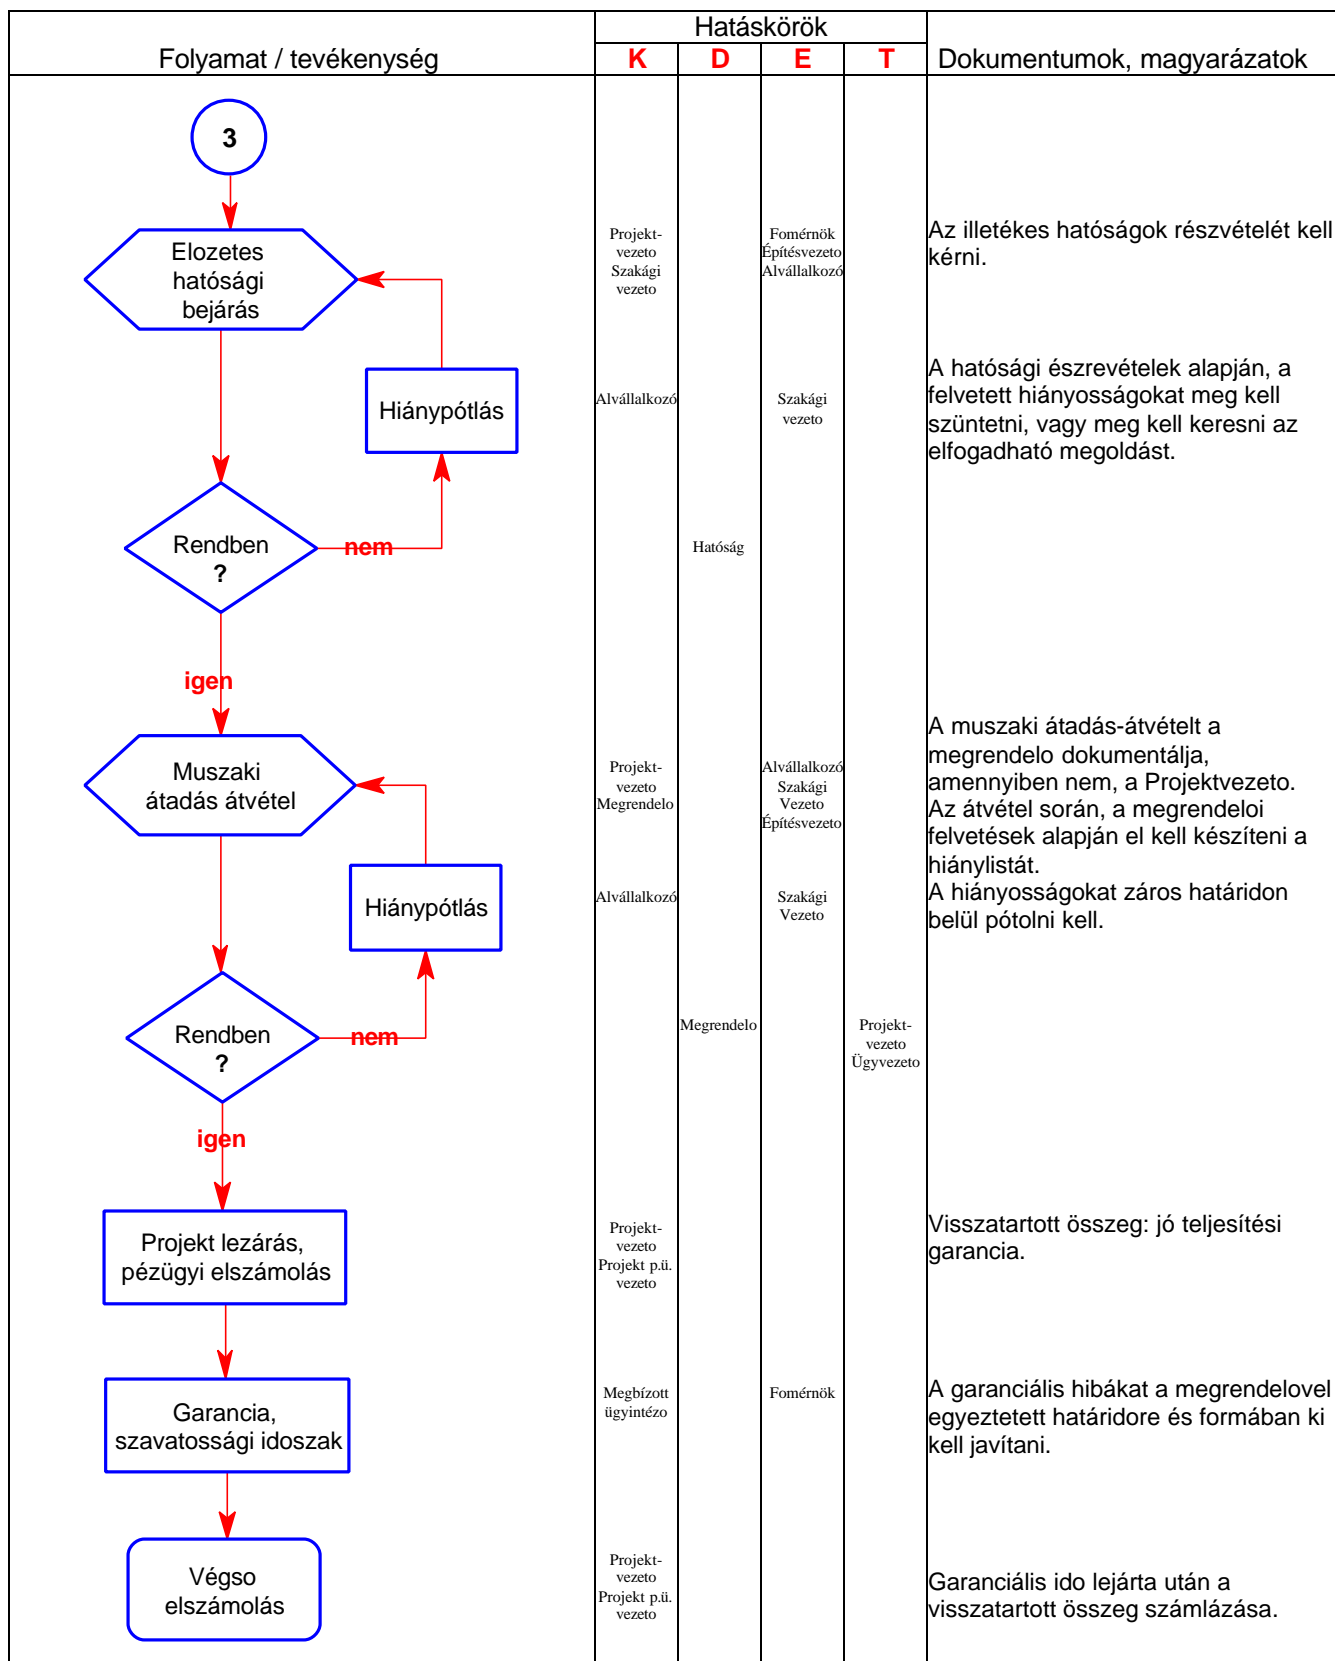 Hatáskörök
Folyamat / tevékenység
K
D
E
T
Dokumentumok, magyarázatok
3
Elozetes
hatósági
bejárás
Projekt-
vezeto
Szakági
vezeto
Fomérnök
Építésvezeto
Alvállalkozó
Az illetékes hatóságok részvételét kell
kérni.
Hiánypótlás
Alvállalkozó
Szakági
vezeto
A hatósági észrevételek alapján, a
felvetett hiányosságokat meg kell
szüntetni, vagy meg kell keresni az
elfogadható megoldást.
Rendben
?
nem
Hatóság
igen
Muszaki
átadás átvétel
Projekt-
vezeto
Megrendelo
Alvállalkozó
Szakági
Vezeto
Építésvezeto
A muszaki átadás-átvételt a
megrendelo dokumentálja,
amennyiben nem, a Projektvezeto.
Az átvétel során, a megrendeloi
felvetések alapján el kell készíteni a
hiánylistát.
A hiányosságokat záros határidon
belül pótolni kell.
Hiánypótlás
Alvállalkozó
Szakági
Vezeto
Rendben
?
nem
Megrendelo
Projekt-
vezeto
Ügyvezeto
igen
Projekt lezárás,
pézügyi elszámolás
Projekt-
vezeto
Projekt p.ü.
vezeto
Visszatartott összeg: jó teljesítési
garancia.
Garancia,
szavatossági idoszak
Megbízott
ügyintézo
Fomérnök
A garanciális hibákat a megrendelovel
egyeztetett határidore és formában ki
kell javítani.
Végso
elszámolás
Projekt-
vezeto
Projekt p.ü.
vezeto
Garanciális ido lejárta után a
visszatartott összeg számlázása.